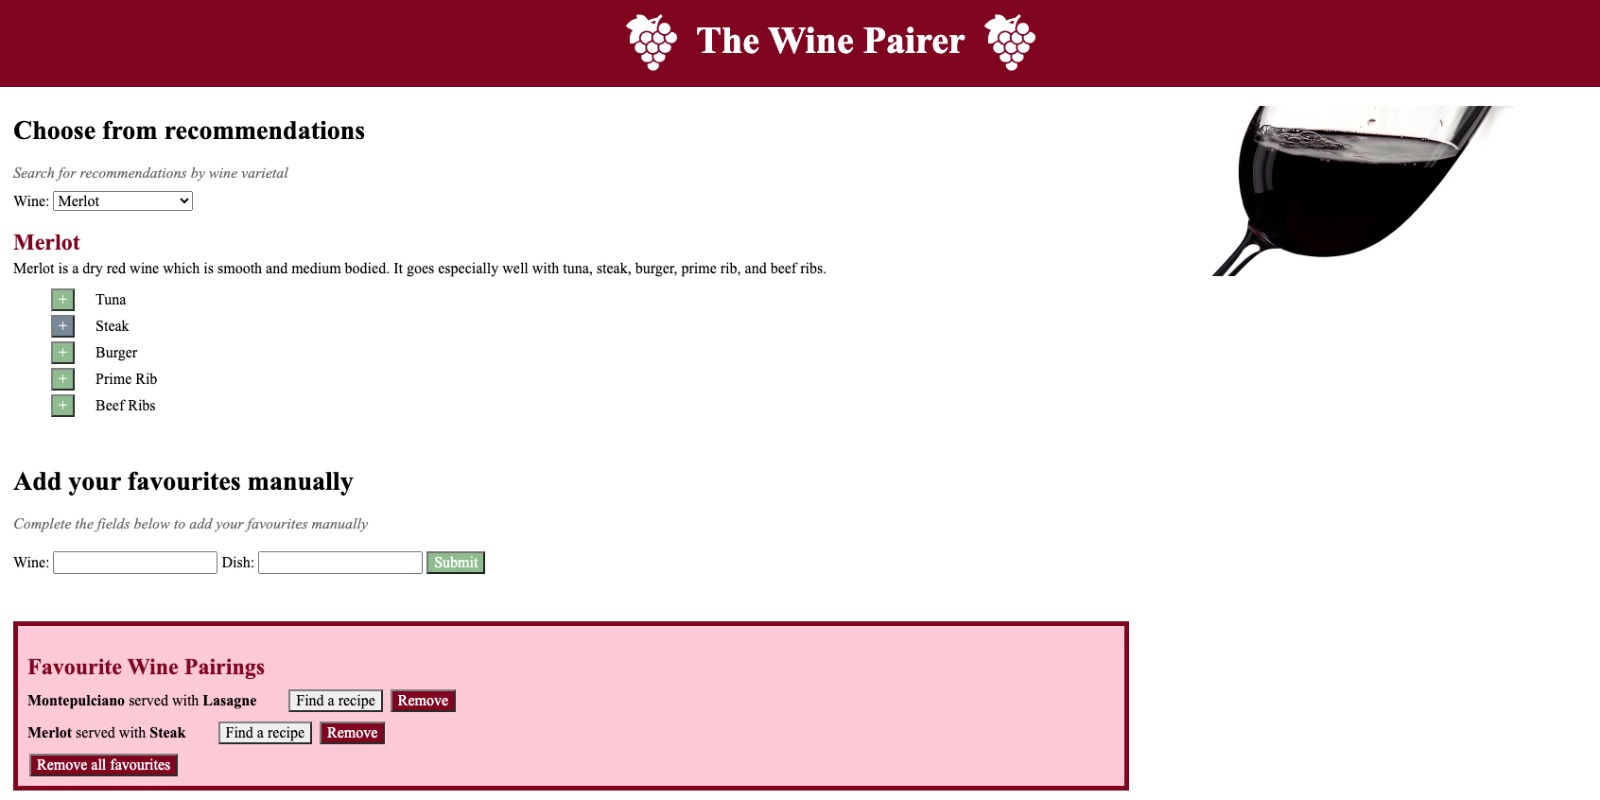 The Wine Pairer
Choose from recommendations
Search for recommendations by wine varietal
Wine: Merlot
Merlot
Merlot is a dry red wine which is smooth and medium bodied. It goes especially well with tuna, steak, burger, prime rib, and beef ribs.
+ Tuna
+ Steak
+ Burger
+ Prime Rib
+ Beef Ribs
Add your favourites manually
Complete the fields below to add your favourites manually
Wine: Dish: Submit
Favourite Wine Pairings
Montepulciano served with Lasagne Find a recipe Remove
Merlot served with Steak Find a recipe Remove
Remove all favourites